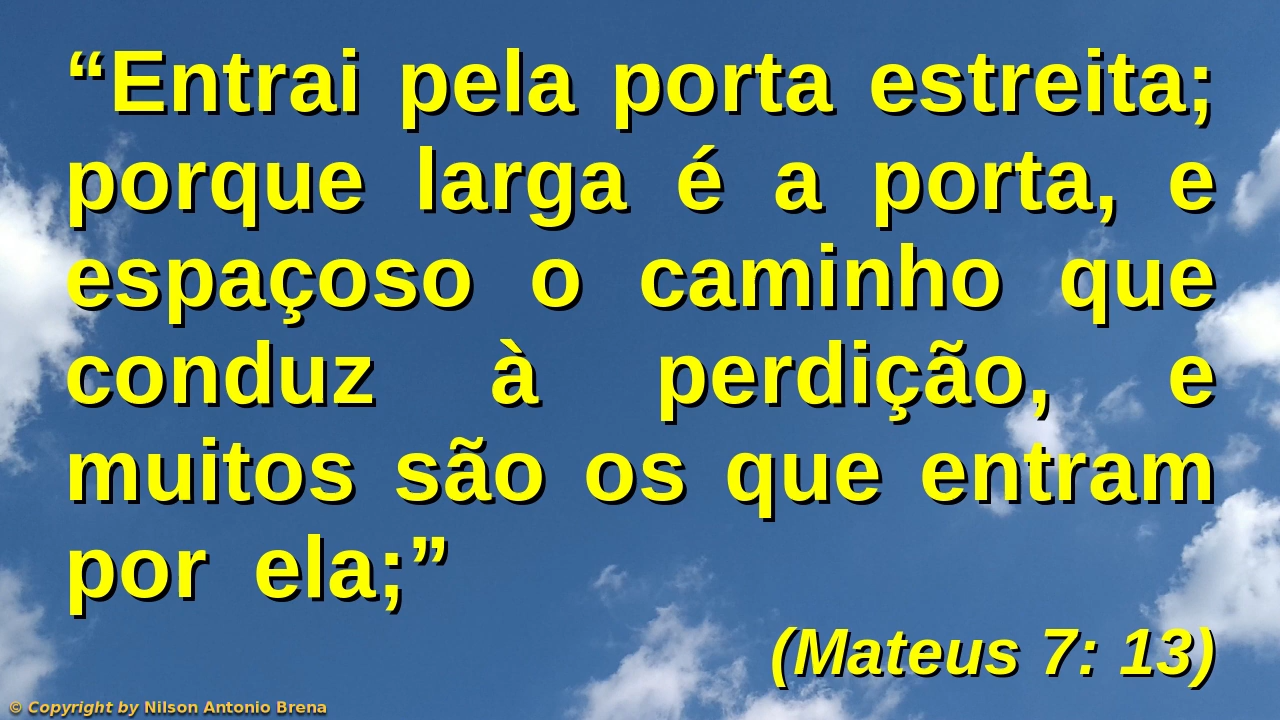 “Entrai pela porta estreita;
porque larga é a porta, e
espaçoso o caminho que
conduz à perdição, e
muitos são os que entram
por ela;”
(Mateus 7: 13)
© Copyright by Nilson Antonio Brena